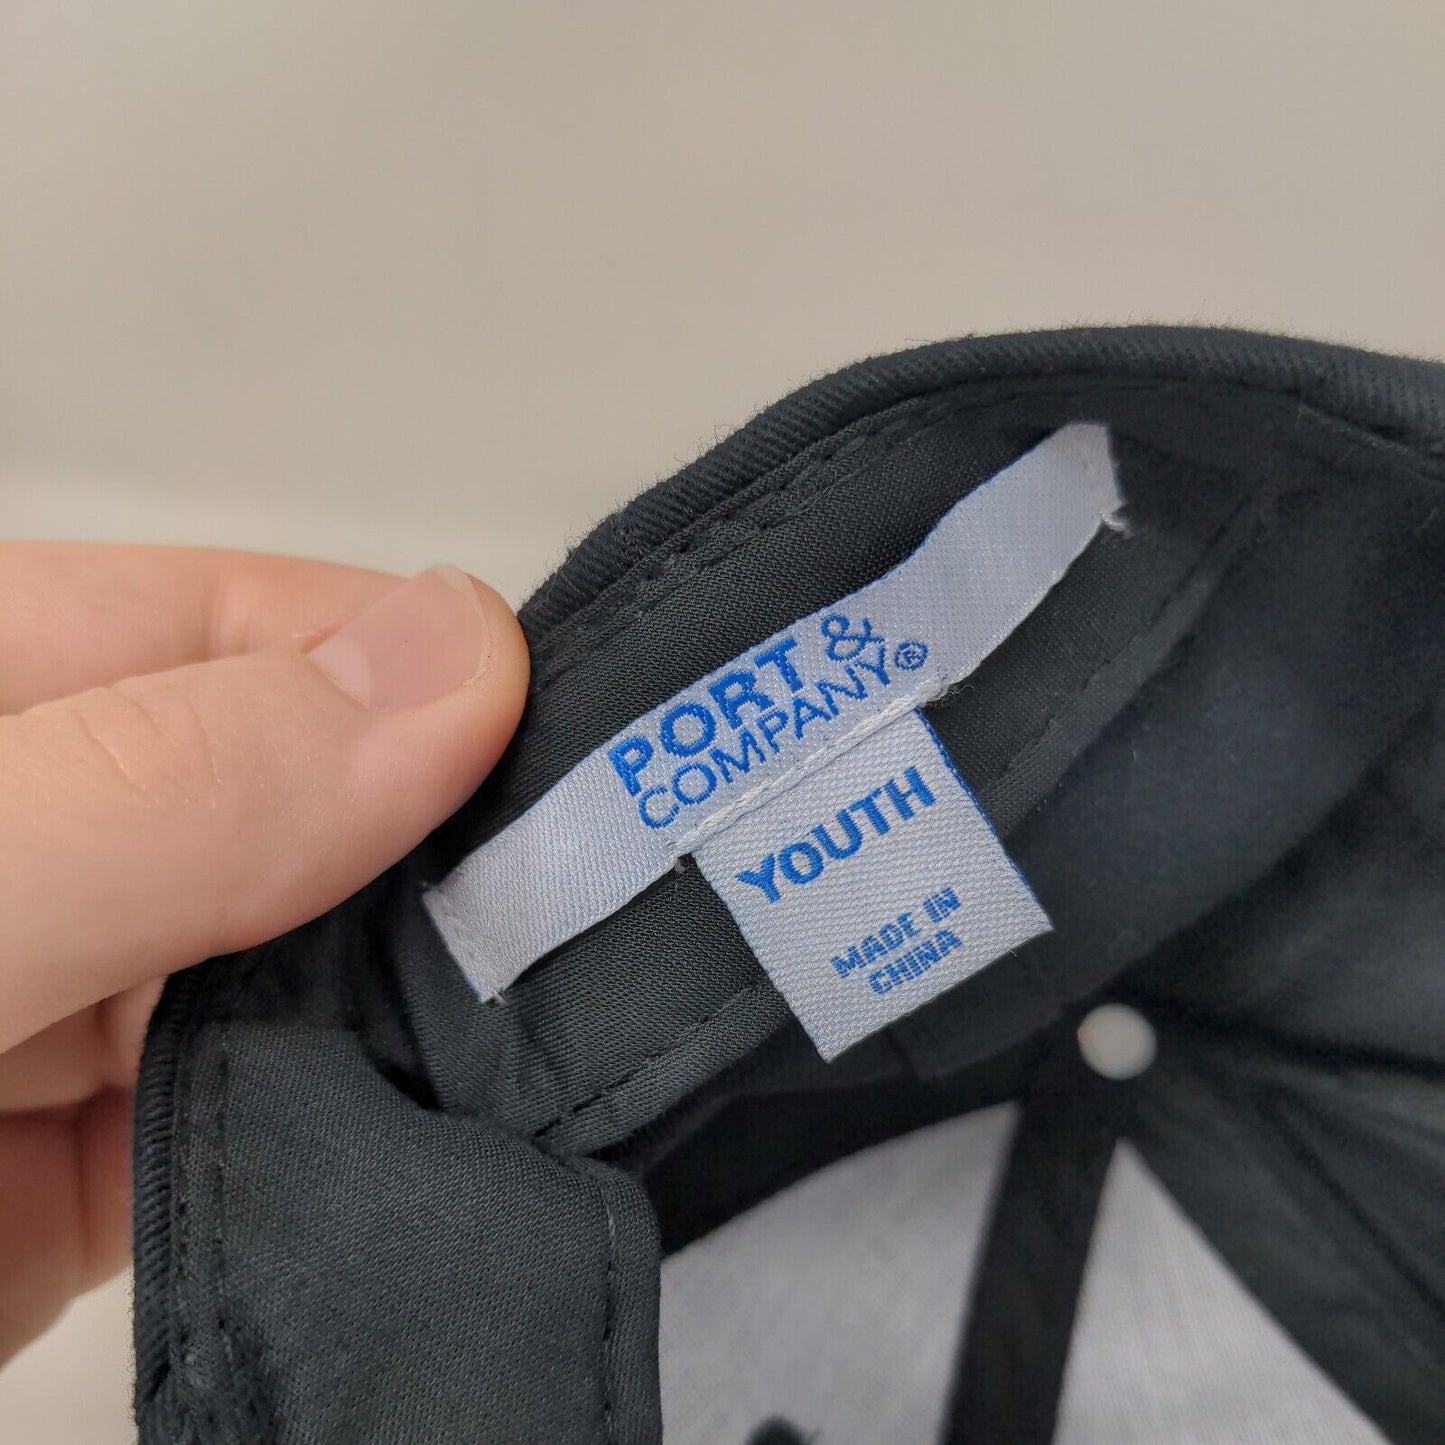 PORT &
COMPANY®
YOUTH
MADE IN
CHINA